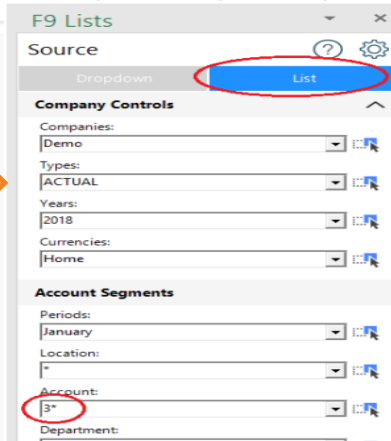 F9 Lists
Source
Dropdown List
Company Controls
Companies:
Demo
Types:
ACTUAL
Years:
2018
Currencies:
Home
Account Segments
Periods:
January
Location:
*
Account:
3*
Department: